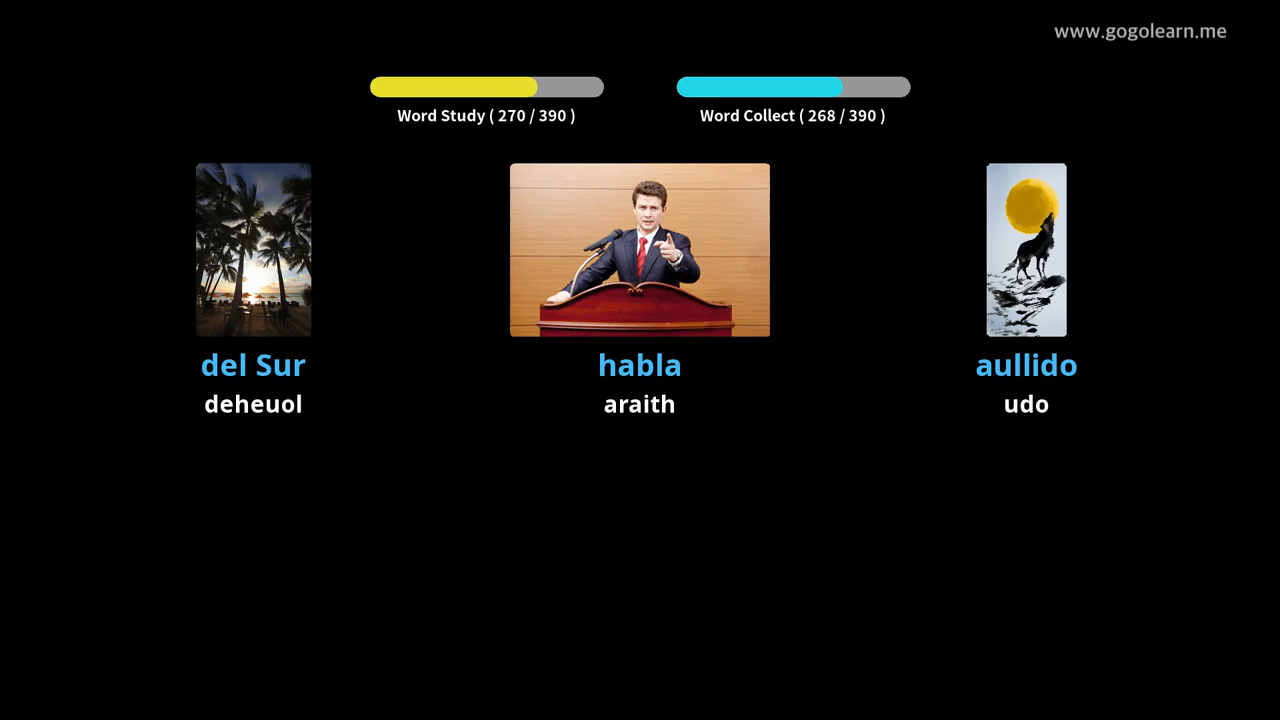 www.gogolearn.me
Word Study ( 270 / 390 )
Word Collect ( 268 / 390 )
del Sur
deheuol
habla
araith
aullido
udo